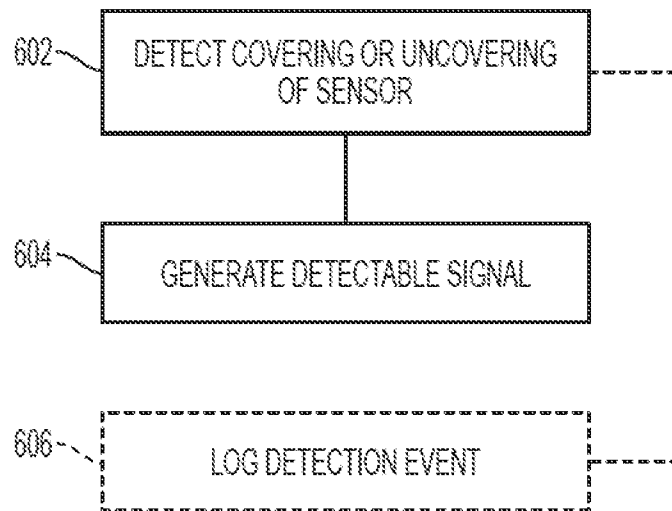 602
DETECT COVERING OR UNCOVERING
OF SENSOR
604
GENERATE DETECTABLE SIGNAL
606
LOG DETECTION EVENT